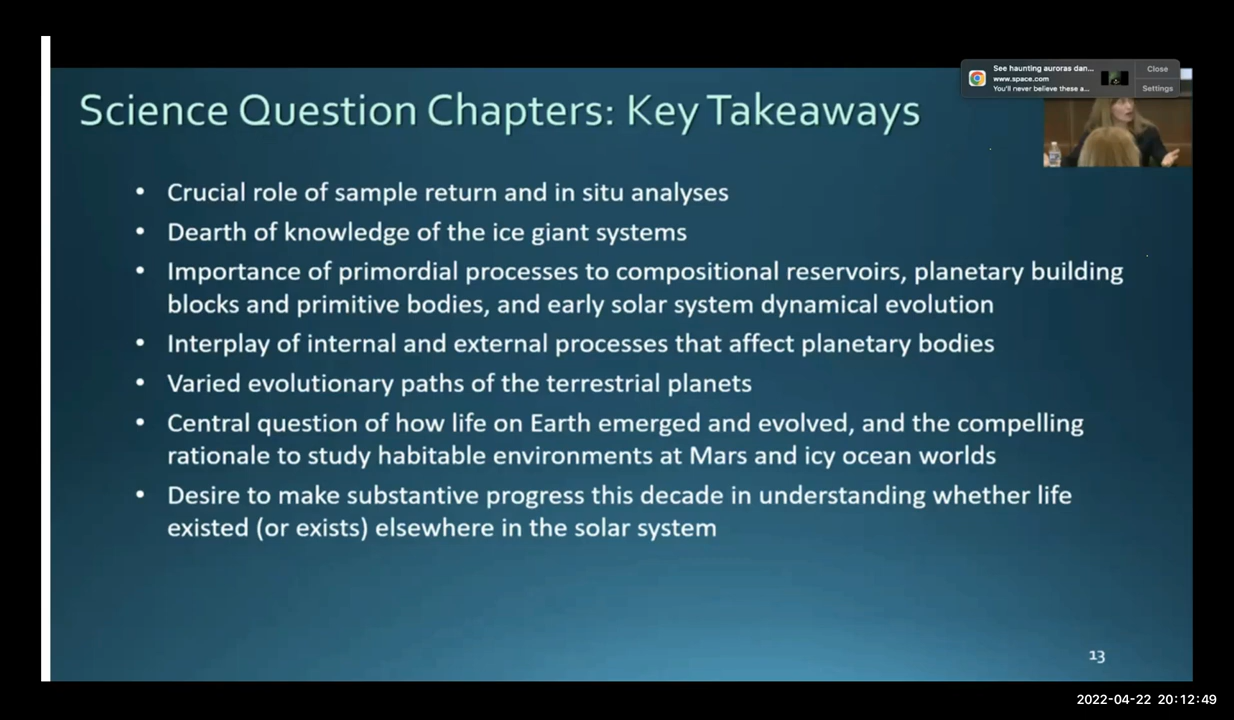 See haunting auroras dan...
www.space.com
You'll never believe these a...
Close
Settings
Science Question Chapters: Key Takeaways
• Crucial role of sample return and in situ analyses
• Dearth of knowledge of the ice giant systems
• Importance of primordial processes to compositional reservoirs, planetary building
blocks and primitive bodies, and early solar system dynamical evolution
• Interplay of internal and external processes that affect planetary bodies
• Varied evolutionary paths of the terrestrial planets
• Central question of how life on Earth emerged and evolved, and the compelling
rationale to study habitable environments at Mars and icy ocean worlds
• Desire to make substantive progress this decade in understanding whether life
existed (or exists) elsewhere in the solar system
13
2022-04-22 20:12:49